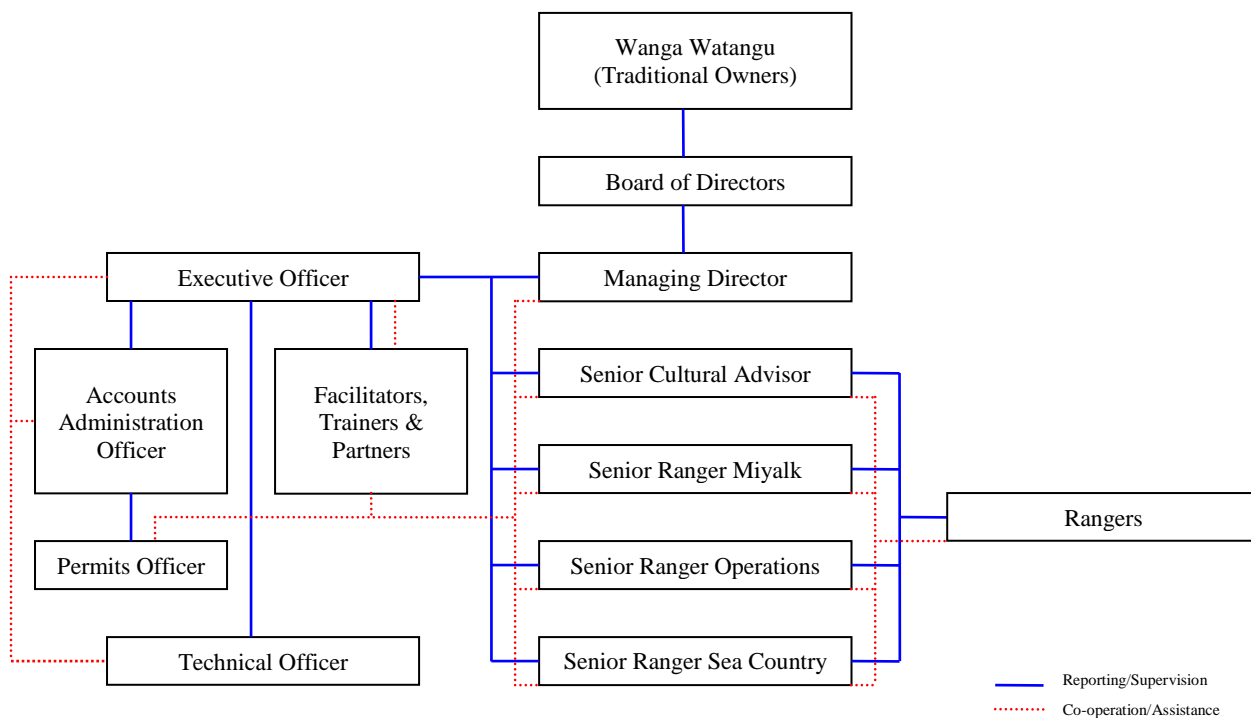 Wanga Watangu
(Traditional Owners)
Board of Directors
Executive Officer
Managing Director
Accounts
Administration
Officer
Facilitators,
Trainers &
Partners
Senior Cultural Advisor
Senior Ranger Miyalk
Rangers
Permits Officer
Senior Ranger Operations
Technical Officer
Senior Ranger Sea Country
Reporting/Supervision
Co-operation/Assistance